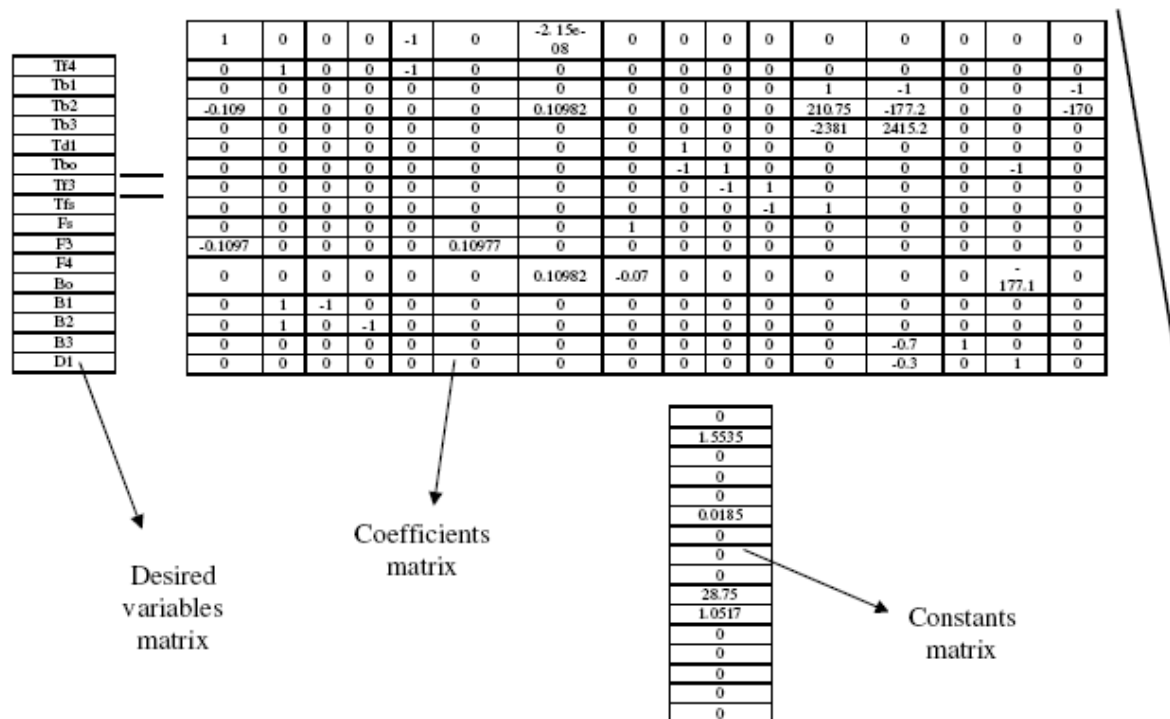 Tf4
Tb1
Tb2
Tb3
Td1
Tbo
Tf3
Tfs
Fs
F3
F4
Bo
B1
B2
B3
D1
=
1 0 0 0 -1 0 -2.15e-08 0 0 0 0 0 0 0 0 0
0 1 0 0 -1 0 0 0 0 0 0 0 0 0 0 0
0 0 0 0 0 0 0 0 0 0 0 1 -1 0 0 -1
-0.109 0 0 0 0 0 0.10982 0 0 0 0 210.75 -177.2 0 0 -170
0 0 0 0 0 0 0 0 0 0 0 -2381 2415.2 0 0 0
0 0 0 0 0 0 0 0 1 0 0 0 0 0 0 0
0 0 0 0 0 0 0 0 -1 1 0 0 0 0 -1 0
0 0 0 0 0 0 0 0 0 -1 1 0 0 0 0 0
0 0 0 0 0 0 0 0 0 0 -1 1 0 0 0 0
0 0 0 0 0 0 0 1 0 0 0 0 0 0 0 0
-0.1097 0 0 0 0 0.10977 0 0 0 0 0 0 0 0 0 0
0 0 0 0 0 0 0.10982 -0.07 0 0 0 0 0 0 -177.1 0
0 1 -1 0 0 0 0 0 0 0 0 0 0 0 0 0
0 1 0 -1 0 0 0 0 0 0 0 0 0 0 0 0
0 0 0 0 0 0 0 0 0 0 0 0 -0.7 1 0 0
0 0 0 0 0 0 0 0 0 0 0 0 -0.3 0 1 0
0
1.5535
0
0
0
0.0185
0
0
0
28.75
1.0517
0
0
0
0
0
Desired
variables
matrix
Coefficients
matrix
Constants
matrix